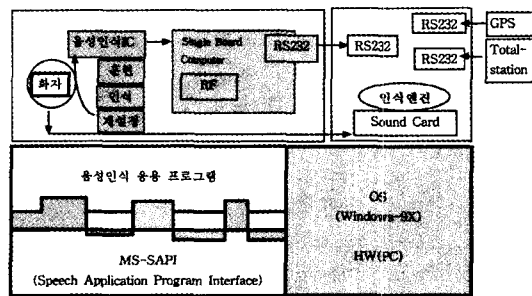 음성인식IC
훈련
인식
재설정
화자
Single Board
Computer
RF
RS232
RS232
RS232
RS232
GPS
Total-
station
인식엔진
Sound Card
음성인식 응용 프로그램
MS-SAPI
(Speech Application Program Interface)
OS
(Windows-9X)
HW(PC)